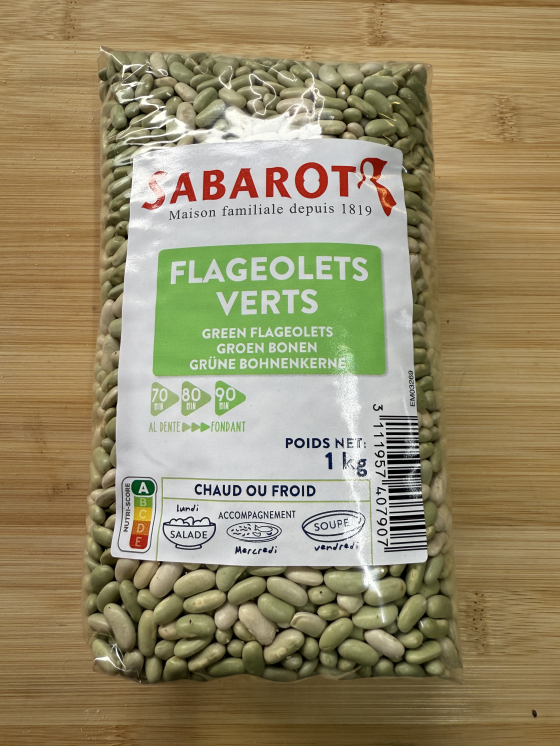 SABAROT
Maison familiale depuis 1819
FLAGEOLETS
VERTS
GREEN FLAGEOLETS
GROEN BONEN
GRÜNE BOHNENKERNE
70 80 90
MIN MIN MIN
AL DENTE FONDANT
EM03269
POIDS NET:
1 kg
3 111957 407907
NUTRI-SCORE
A
B
C
D
E
CHAUD OU FROID
Lundi
SALADE
ACCOMPAGNEMENT
Mercredi
SOUPE
vendredi